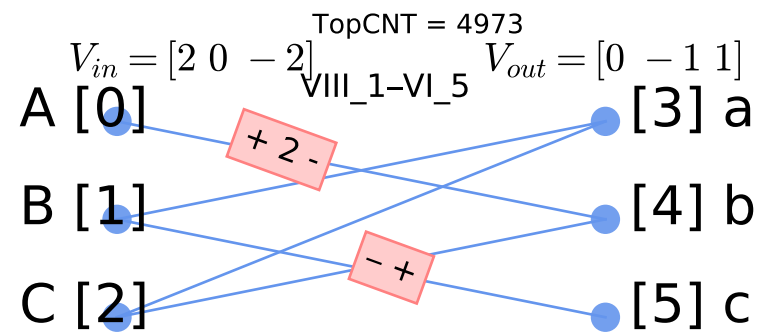 TopCNT = 4973
V_in = [2 0 −2]
V_out = [0 −1 1]
VIII_1–VI_5
A [0]
[3] a
+ 2 -
B [1]
[4] b
− +
C [2]
[5] c